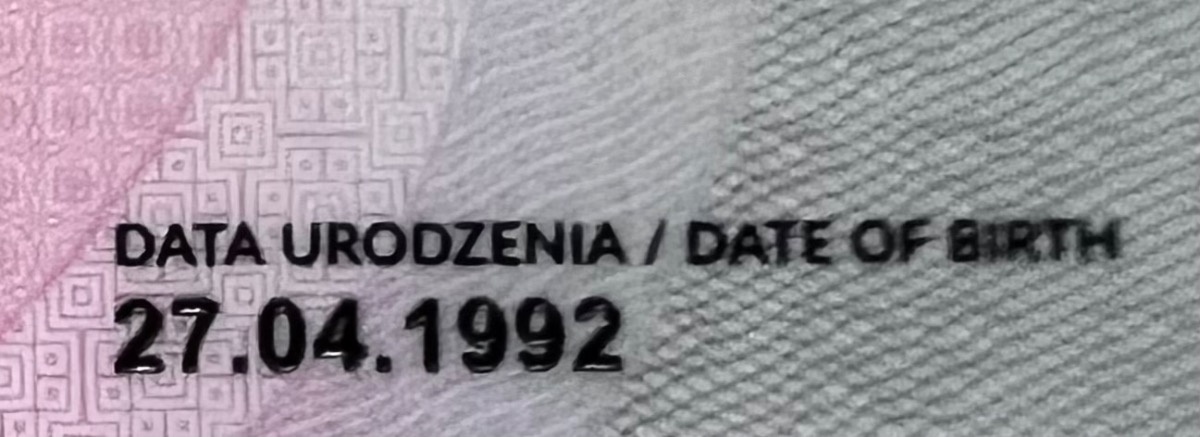 DATA URODZENIA / DATE OF BIRTH
27.04.1992